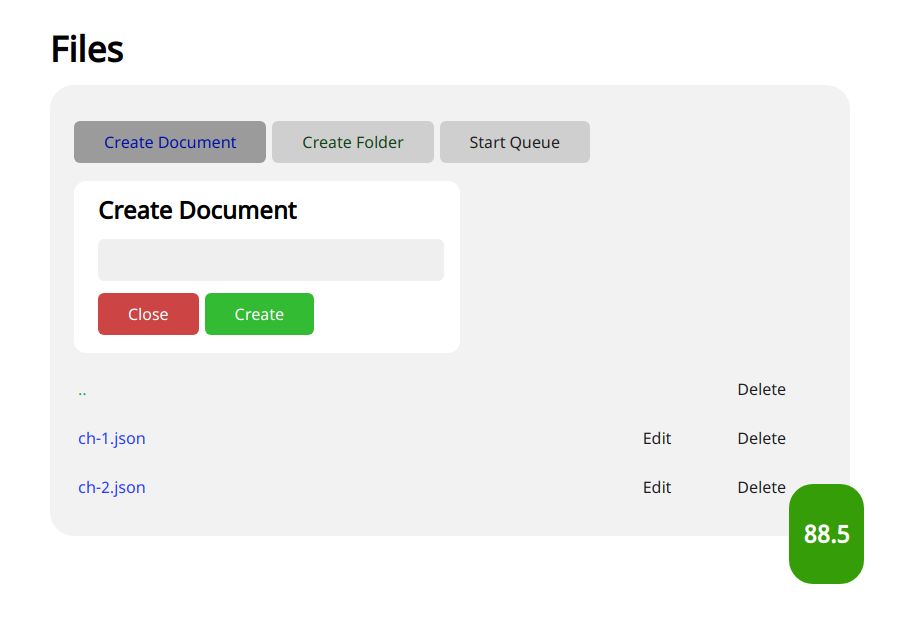 Files
Create Document Create Folder Start Queue
Create Document
Close Create
.. Delete
ch-1.json Edit Delete
ch-2.json Edit Delete
88.5